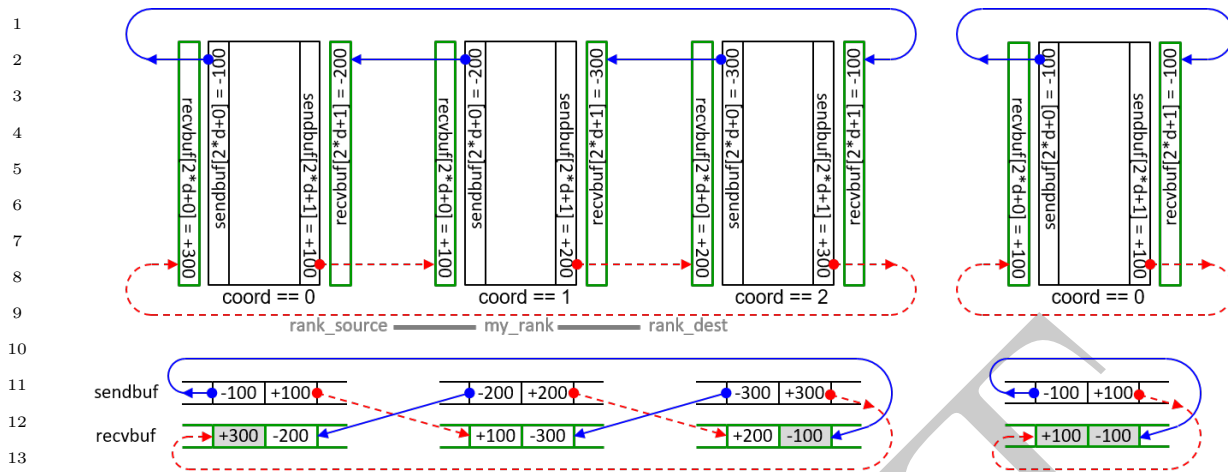 1
2
3
4
5
6
7
8
9
10
11
12
13
recvbuf[2*d+0] = +300
sendbuf[2*d+0] = -100
sendbuf[2*d+1] = +100
recvbuf[2*d+1] = -200
recvbuf[2*d+0] = +100
sendbuf[2*d+0] = -200
sendbuf[2*d+1] = +200
recvbuf[2*d+1] = -300
recvbuf[2*d+0] = +200
sendbuf[2*d+0] = -300
sendbuf[2*d+1] = +300
recvbuf[2*d+1] = -100
recvbuf[2*d+0] = +100
sendbuf[2*d+0] = -100
sendbuf[2*d+1] = +100
recvbuf[2*d+1] = -100
coord == 0 coord == 1 coord == 2 coord == 0
rank_source my_rank rank_dest
sendbuf -100 +100 -200 +200 -300 +300 -100 +100
recvbuf +300 -200 +100 -300 +200 -100 +100 -100